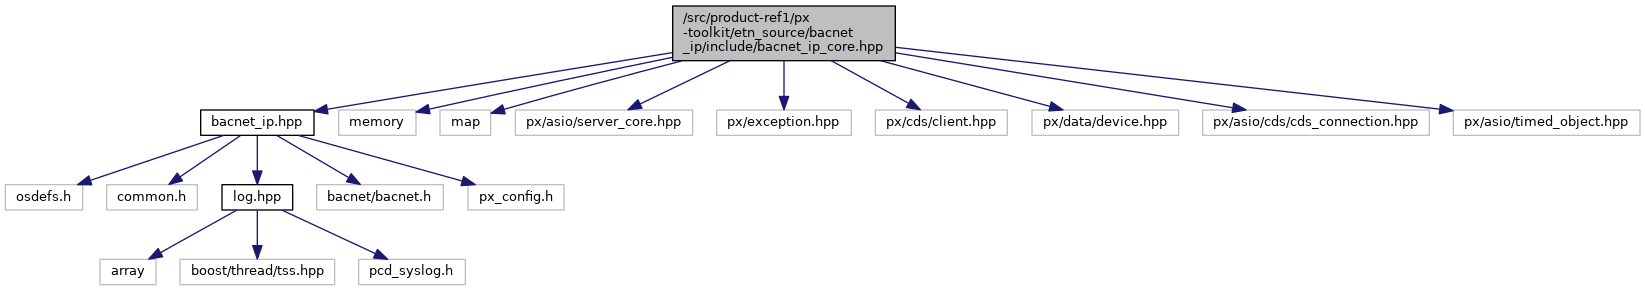 /src/product-ref1/px
-toolkit/etn_source/bacnet
_ip/include/bacnet_ip_core.hpp
bacnet_ip.hpp
memory
map
px/asio/server_core.hpp
px/exception.hpp
px/cds/client.hpp
px/data/device.hpp
px/asio/cds/cds_connection.hpp
px/asio/timed_object.hpp
osdefs.h
common.h
log.hpp
bacnet/bacnet.h
px_config.h
array
boost/thread/tss.hpp
pcd_syslog.h